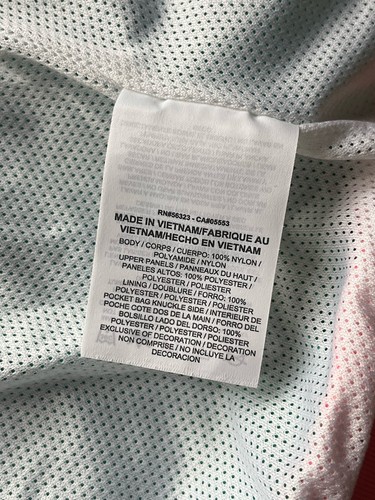 RN#56323 - CA#05553
MADE IN VIETNAM/FABRIQUE AU
VIETNAM/HECHO EN VIETNAM
BODY / CORPS / CUERPO: 100% NYLON /
POLYAMIDE / NYLON
UPPER PANELS / PANNEAUX DU HAUT /
PANELES ALTOS: 100% POLYESTER /
POLYESTER / POLIESTER
LINING / DOUBLURE / FORRO: 100%
POLYESTER / POLYESTER / POLIESTER
POCKET BAG KNUCKLE SIDE / INTERIEUR DE
POCHE COTE DOS DE LA MAIN / FORRO DEL
BOLSILLO LADO DEL DORSO: 100%
POLYESTER / POLYESTER / POLIESTER
EXCLUSIVE OF DECORATION / DECORATION
NON COMPRISE / NO INCLUYE LA
DECORACION